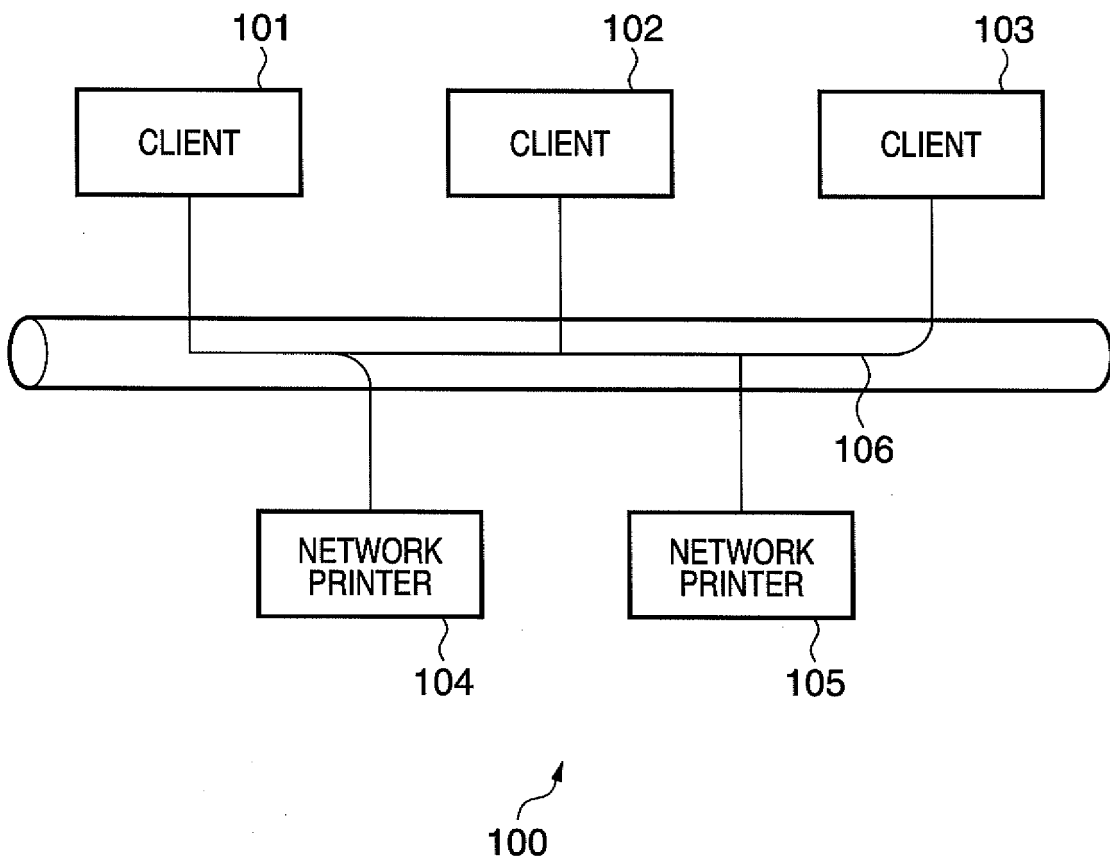 101
102
103
CLIENT
CLIENT
CLIENT
106
NETWORK
PRINTER
NETWORK
PRINTER
104
105
100